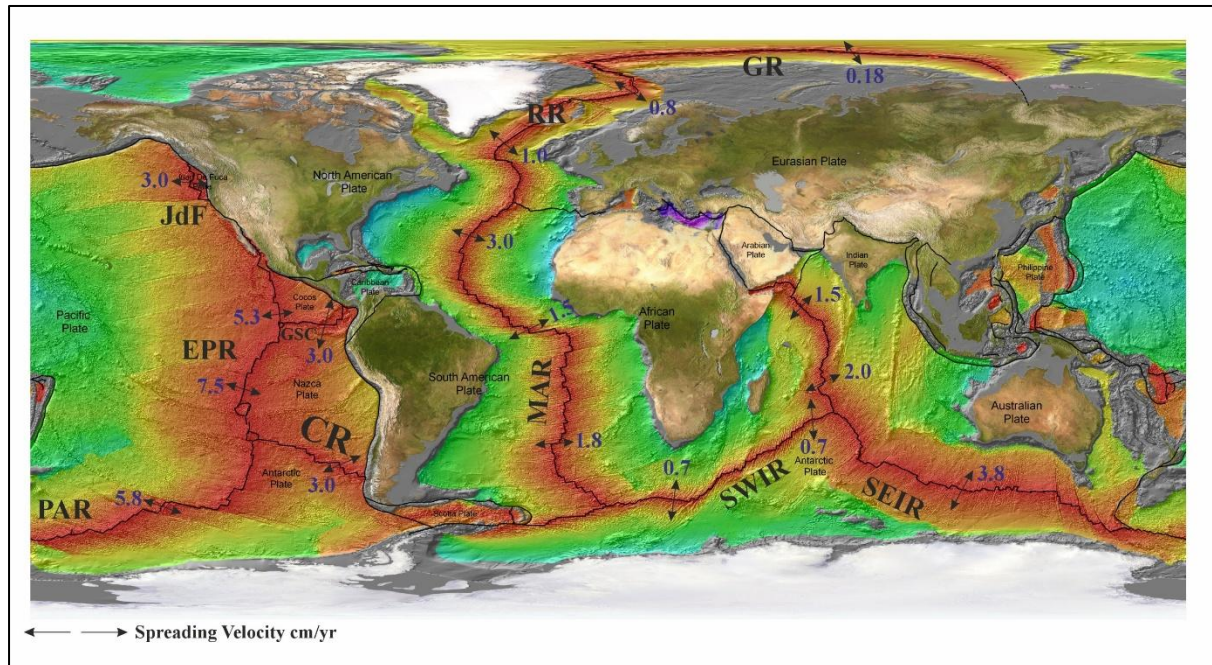 GR
0.18
RR
0.8
1.0
Eurasian Plate
North American
Plate
3.0
JdF
3.0
Arabian
Plate
Indian
Plate
Philippine
Plate
Caribbean
Plate
Cocos
Plate
Pacific
Plate
5.3
GSC
3.0
EPR
7.5
Nazca
Plate
1.5
African
Plate
1.5
South American
Plate
MAR
2.0
Australian
Plate
CR
3.0
1.8
0.7
0.7
Antarctic
Plate
SWIR
SEIR
3.8
Antarctic
Plate
PAR
5.8
Scotia Plate
Spreading Velocity cm/yr